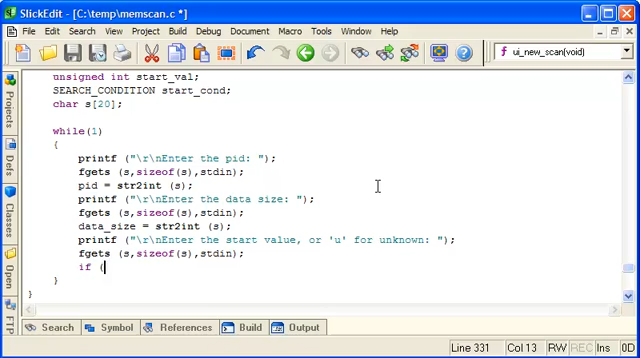 SlickEdit - [C:\temp\memscan.c *]
File Edit Search View Project Build Debug Document Macro Tools Window Help
ui_new_scan(void)
unsigned int start_val;
SEARCH_CONDITION start_cond;
char s[20];
while(1)
{
printf ("\r\nEnter the pid: ");
fgets (s,sizeof(s),stdin);
pid = str2int (s);
printf ("\r\nEnter the data size: ");
fgets (s,sizeof(s),stdin);
data_size = str2int (s);
printf ("\r\nEnter the start value, or 'u' for unknown: ");
fgets (s,sizeof(s),stdin);
if (
}
}
Projects
Defs
Classes
Open
FTP
Search Symbol References Build Output
Line 331 Col 13 RW REC Ins 0D